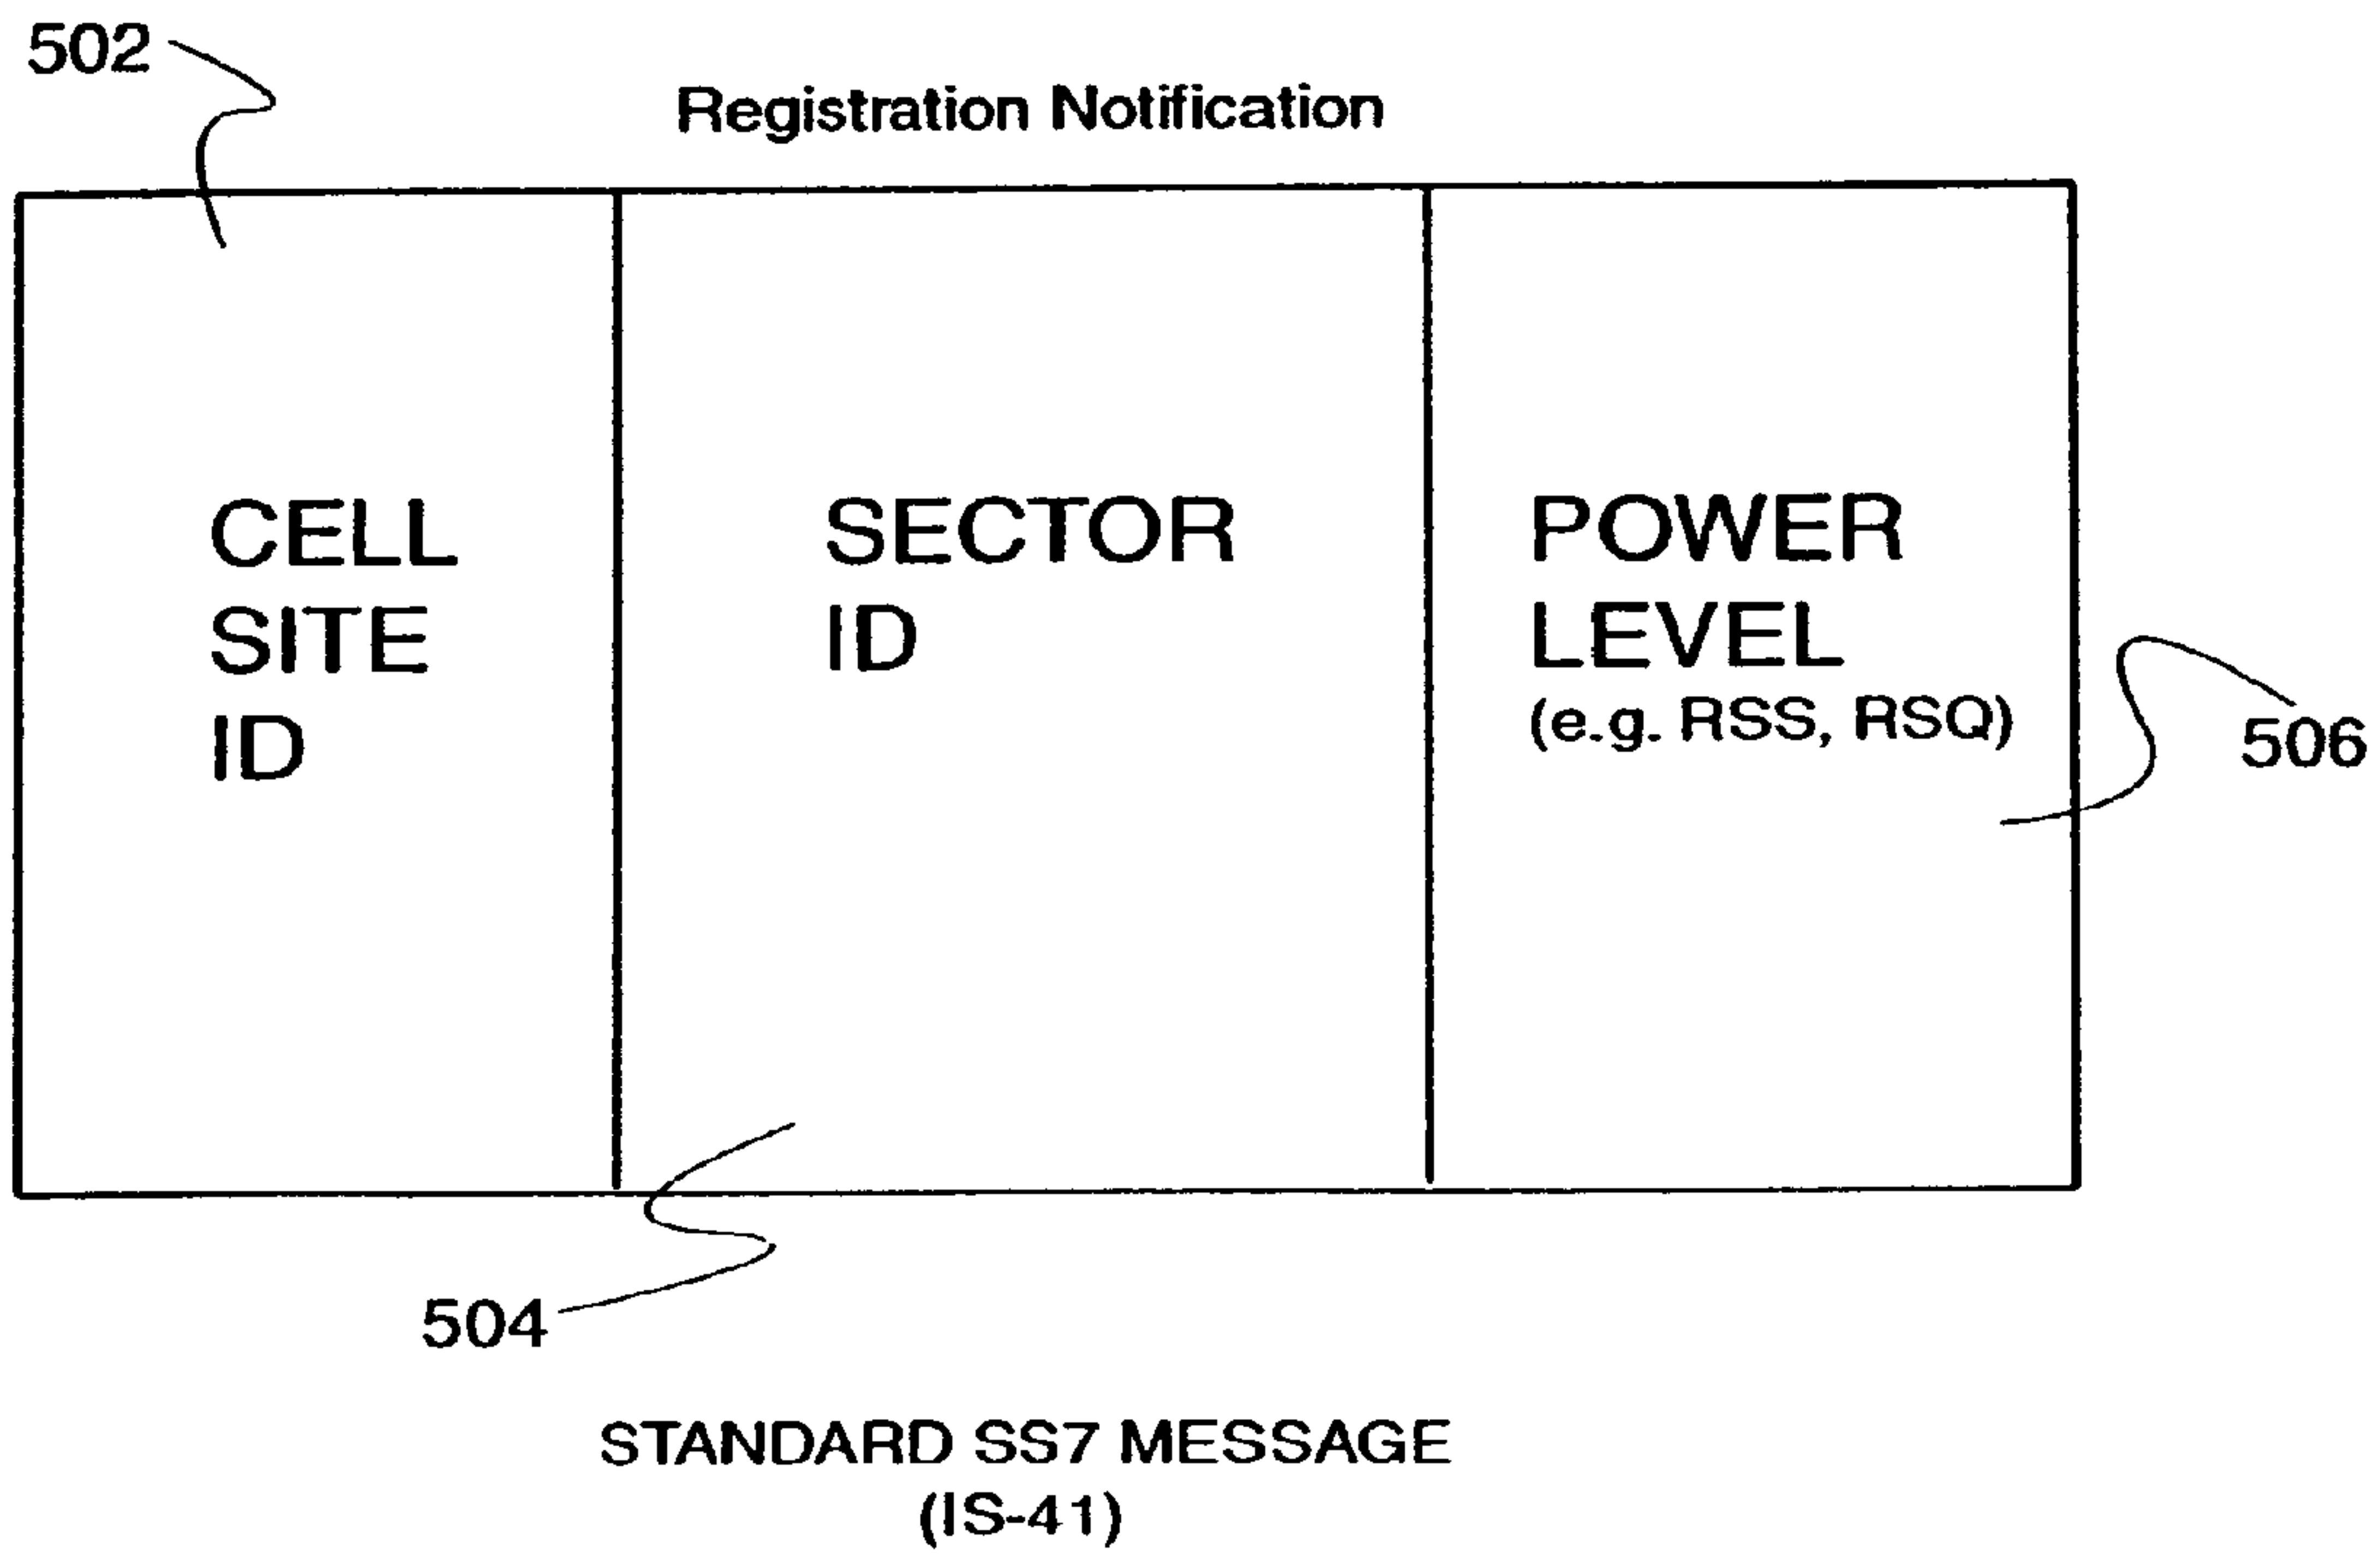 502
Registration Notification
CELL
SITE
ID
SECTOR
ID
POWER
LEVEL
(e.g. RSS, RSQ)
506
504
STANDARD SS7 MESSAGE
(IS-41)